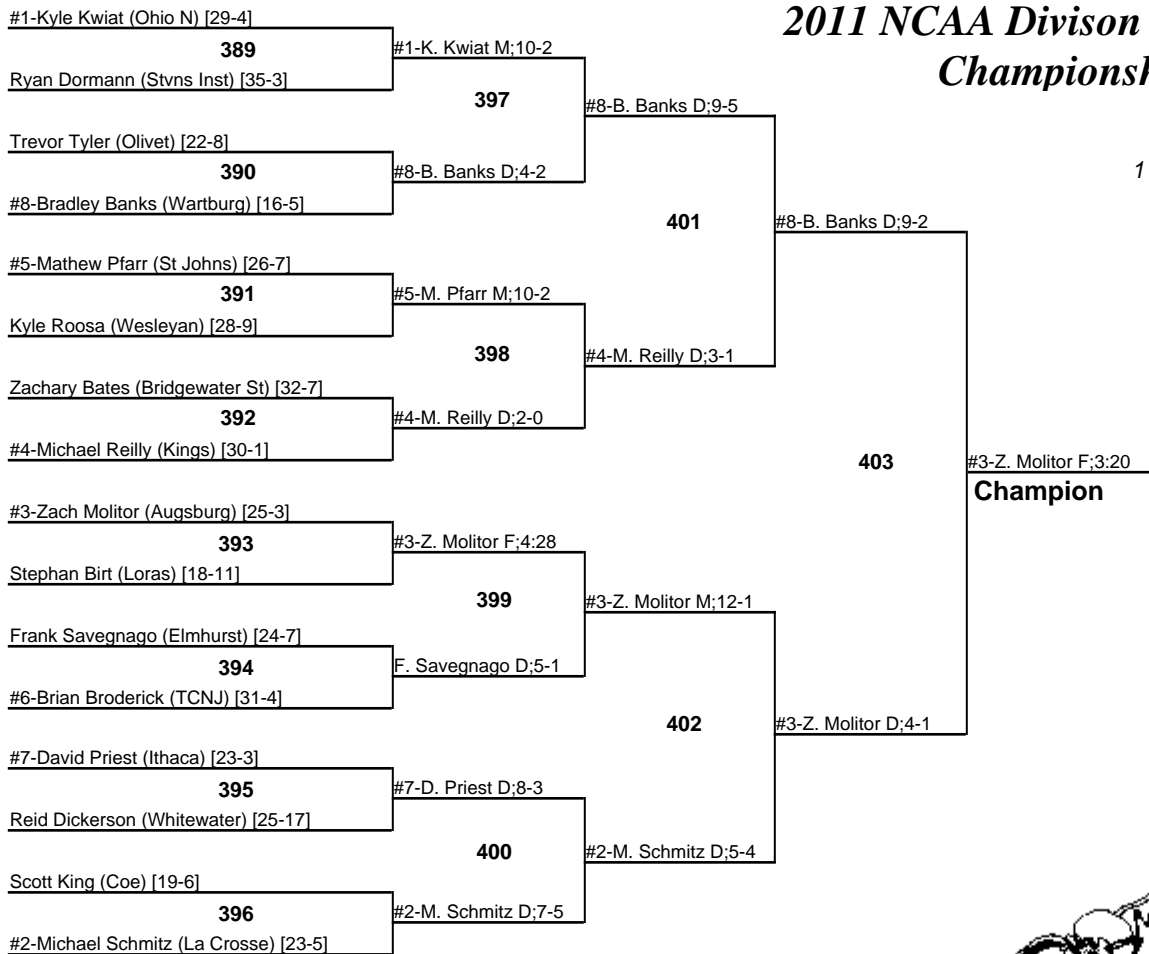 2011 NCAA Divison
Championsh
1
#1-Kyle Kwiat (Ohio N) [29-4]
389
Ryan Dormann (Stvns Inst) [35-3]
Trevor Tyler (Olivet) [22-8]
390
#8-Bradley Banks (Wartburg) [16-5]
#5-Mathew Pfarr (St Johns) [26-7]
391
Kyle Roosa (Wesleyan) [28-9]
Zachary Bates (Bridgewater St) [32-7]
392
#4-Michael Reilly (Kings) [30-1]
#3-Zach Molitor (Augsburg) [25-3]
393
Stephan Birt (Loras) [18-11]
Frank Savegnago (Elmhurst) [24-7]
394
#6-Brian Broderick (TCNJ) [31-4]
#7-David Priest (Ithaca) [23-3]
395
Reid Dickerson (Whitewater) [25-17]
Scott King (Coe) [19-6]
396
#2-Michael Schmitz (La Crosse) [23-5]
#1-K. Kwiat M;10-2
397
#8-B. Banks D;4-2
#5-M. Pfarr M;10-2
398
#4-M. Reilly D;2-0
#3-Z. Molitor F;4:28
399
F. Savegnago D;5-1
#7-D. Priest D;8-3
400
#2-M. Schmitz D;7-5
#8-B. Banks D;9-5
401
#4-M. Reilly D;3-1
#3-Z. Molitor M;12-1
402
#2-M. Schmitz D;5-4
#8-B. Banks D;9-2
403
#3-Z. Molitor D;4-1
#3-Z. Molitor F;3:20
Champion